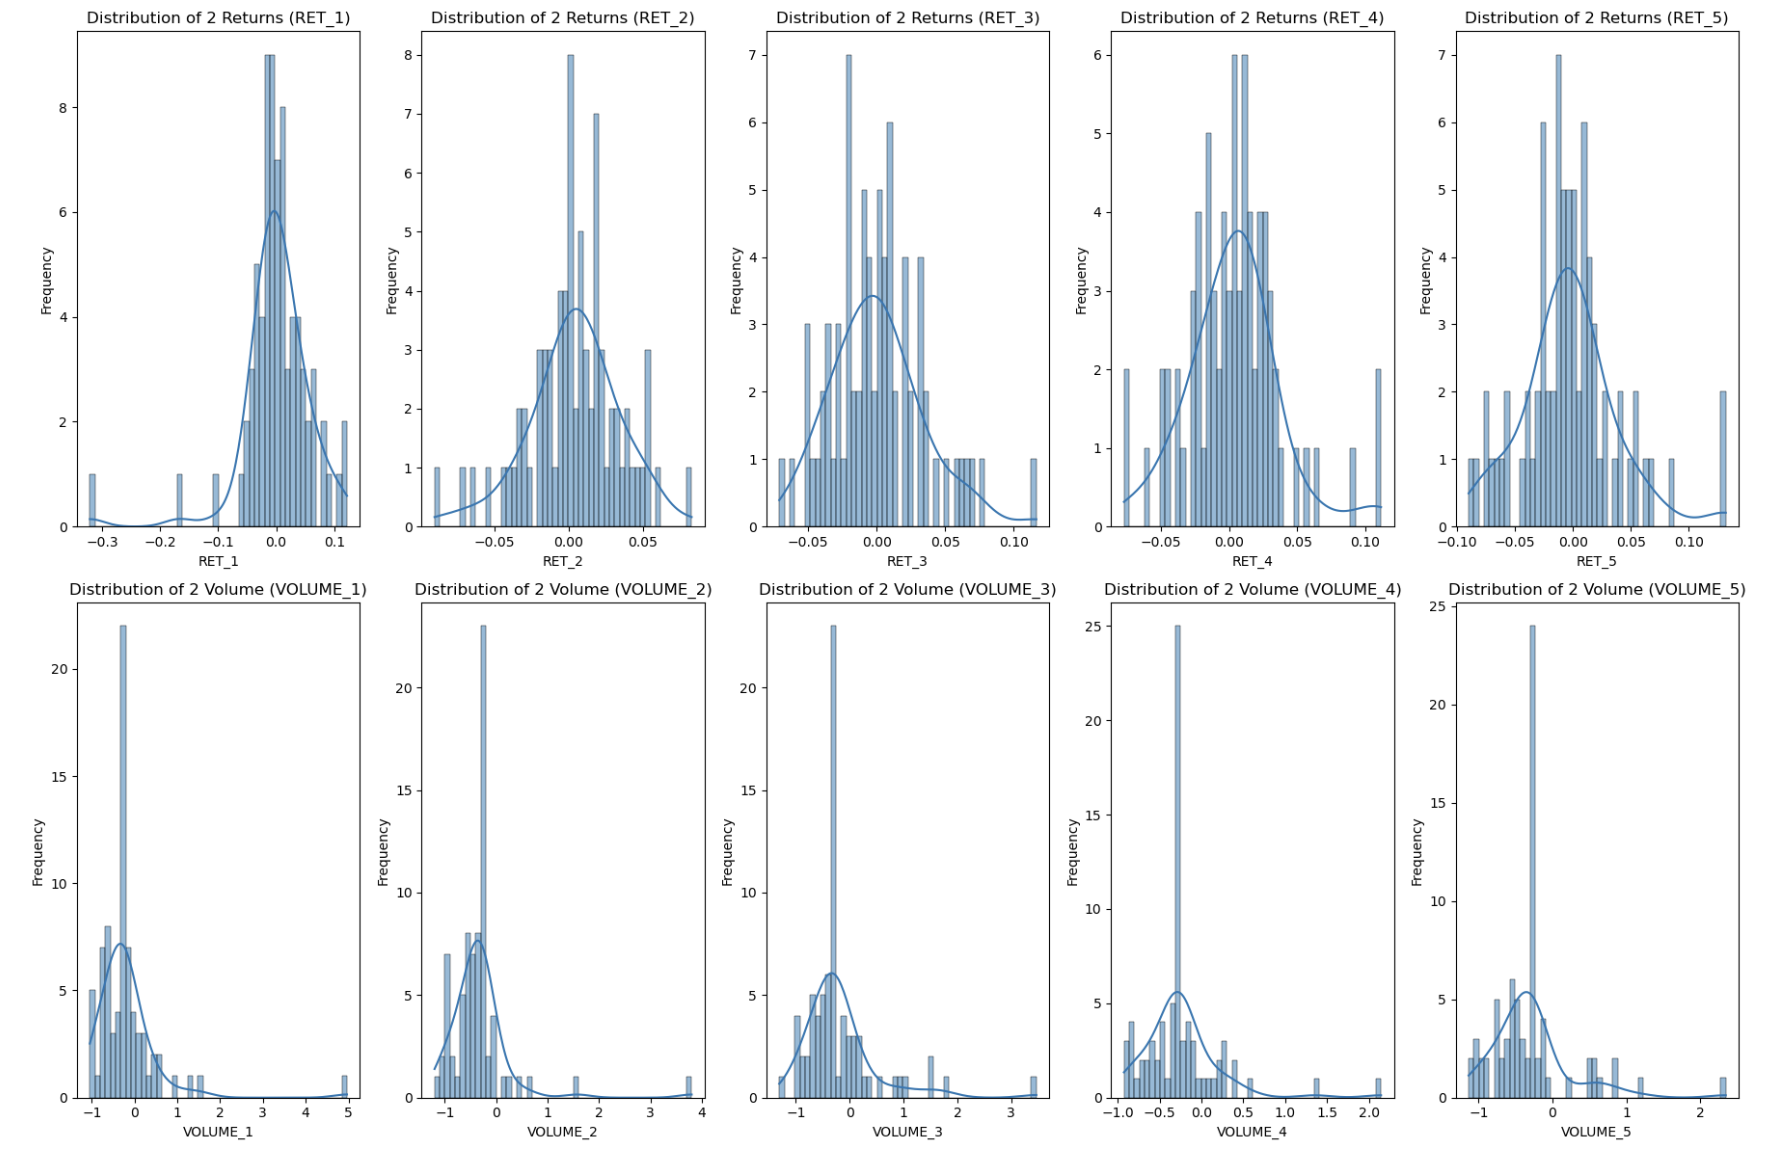 Distribution of 2 Returns (RET_1)
Frequency
8
6
4
2
0
−0.3 −0.2 −0.1 0.0 0.1
RET_1
Distribution of 2 Returns (RET_2)
Frequency
8
7
6
5
4
3
2
1
0
−0.05 0.00 0.05
RET_2
Distribution of 2 Returns (RET_3)
Frequency
7
6
5
4
3
2
1
0
−0.05 0.00 0.05 0.10
RET_3
Distribution of 2 Returns (RET_4)
Frequency
6
5
4
3
2
1
0
−0.05 0.00 0.05 0.10
RET_4
Distribution of 2 Returns (RET_5)
Frequency
7
6
5
4
3
2
1
0
−0.10 −0.05 0.00 0.05 0.10
RET_5
Distribution of 2 Volume (VOLUME_1)
Frequency
20
15
10
5
0
−1 0 1 2 3 4 5
VOLUME_1
Distribution of 2 Volume (VOLUME_2)
Frequency
20
15
10
5
0
−1 0 1 2 3 4
VOLUME_2
Distribution of 2 Volume (VOLUME_3)
Frequency
20
15
10
5
0
−1 0 1 2 3
VOLUME_3
Distribution of 2 Volume (VOLUME_4)
Frequency
25
20
15
10
5
0
−1.0 −0.5 0.0 0.5 1.0 1.5 2.0
VOLUME_4
Distribution of 2 Volume (VOLUME_5)
Frequency
25
20
15
10
5
0
−1 0 1 2
VOLUME_5